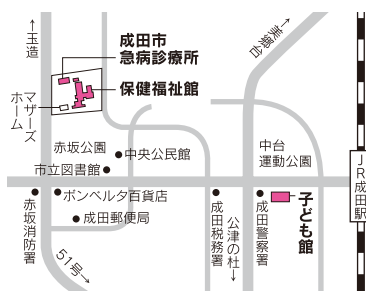 ←玉造
成田市
急病診療所
保健福祉館
マザーズ
ホーム
←美郷台
赤坂公園
中央公民館
市立図書館
中台
運動公園
JR成田駅
ボンベルタ百貨店
成田郵便局
赤坂消防署
51号→
成田税務署
公津の杜→
成田警察署
子ども館